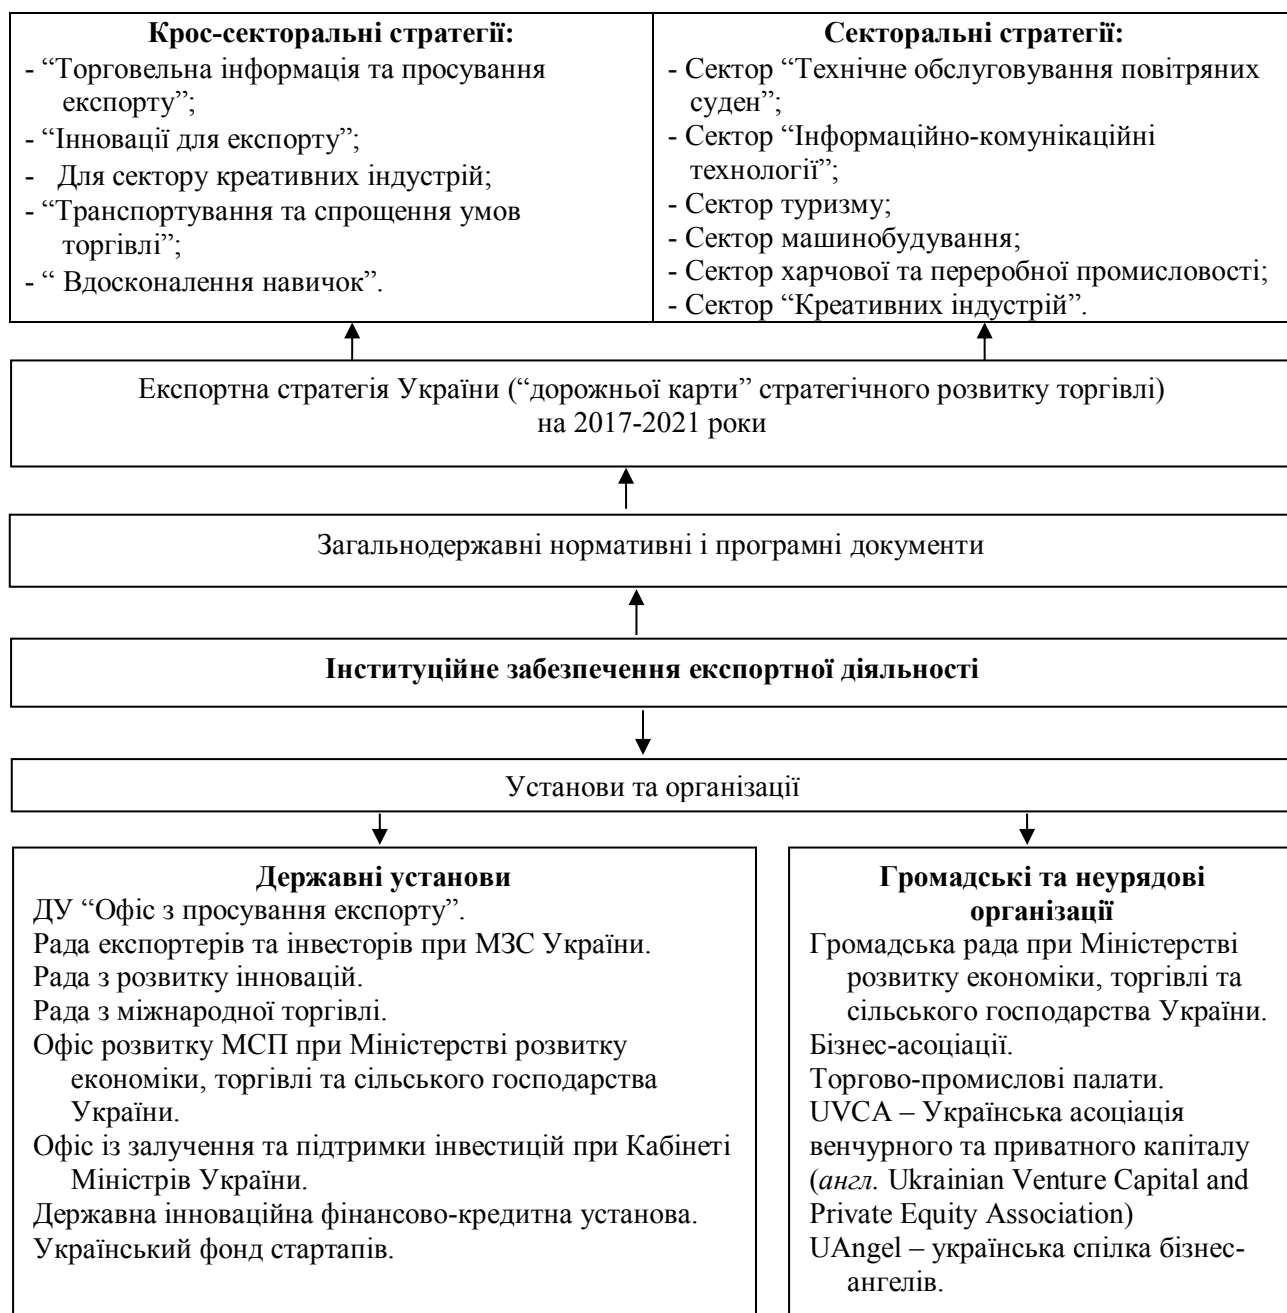 Крос-секторальні стратегії:
- “Торговельна інформація та просування
експорту”;
- “Інновації для експорту”;
- Для сектору креативних індустрій;
- “Транспортування та спрощення умов
торгівлі”;
- “ Вдосконалення навичок”.
Секторальні стратегії:
- Сектор “Технічне обслуговування повітряних
суден”;
- Сектор “Інформаційно-комунікаційні
технології”;
- Сектор туризму;
- Сектор машинобудування;
- Сектор харчової та переробної промисловості;
- Сектор “Креативних індустрій”.
Експортна стратегія України (“дорожньої карти” стратегічного розвитку торгівлі)
на 2017-2021 роки
Загальнодержавні нормативні і програмні документи
Інституційне забезпечення експортної діяльності
Установи та організації
Державні установи
ДУ “Офіс з просування експорту”.
Рада експортерів та інвесторів при МЗС України.
Рада з розвитку інновацій.
Рада з міжнародної торгівлі.
Офіс розвитку МСП при Міністерстві розвитку
економіки, торгівлі та сільського господарства
України.
Офіс із залучення та підтримки інвестицій при Кабінеті
Міністрів України.
Державна інноваційна фінансово-кредитна установа.
Український фонд стартапів.
Громадські та неурядові
організації
Громадська рада при Міністерстві
розвитку економіки, торгівлі та
сільського господарства України.
Бізнес-асоціації.
Торгово-промислові палати.
UVCA – Українська асоціація
венчурного та приватного капіталу
(англ. Ukrainian Venture Capital and
Private Equity Association)
UAngel – українська спілка бізнес-
ангелів.